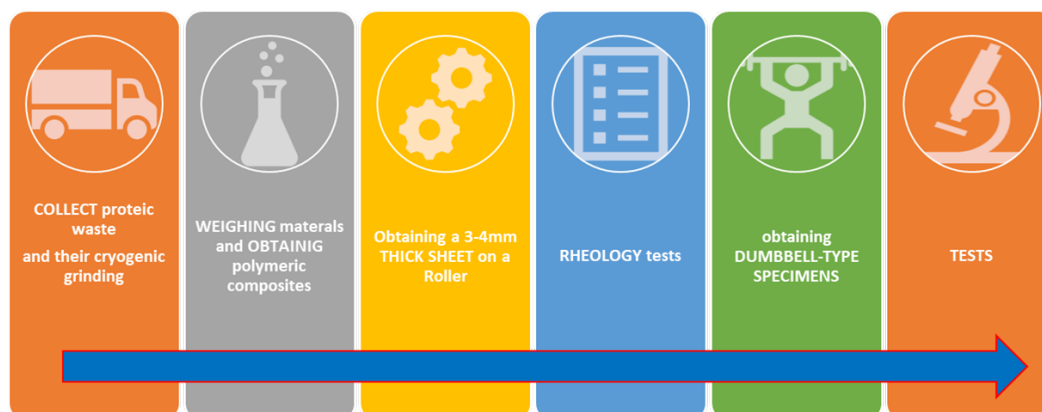 COLLECT proteic
waste
and their cryogenic
grinding
WEIGHING materals
and OBTAINIG
polymeric
composites
Obtaining a 3-4mm
THICK SHEET on a
Roller
RHEOLOGY tests
obtaining
DUMBBELL-TYPE
SPECIMENS
TESTS